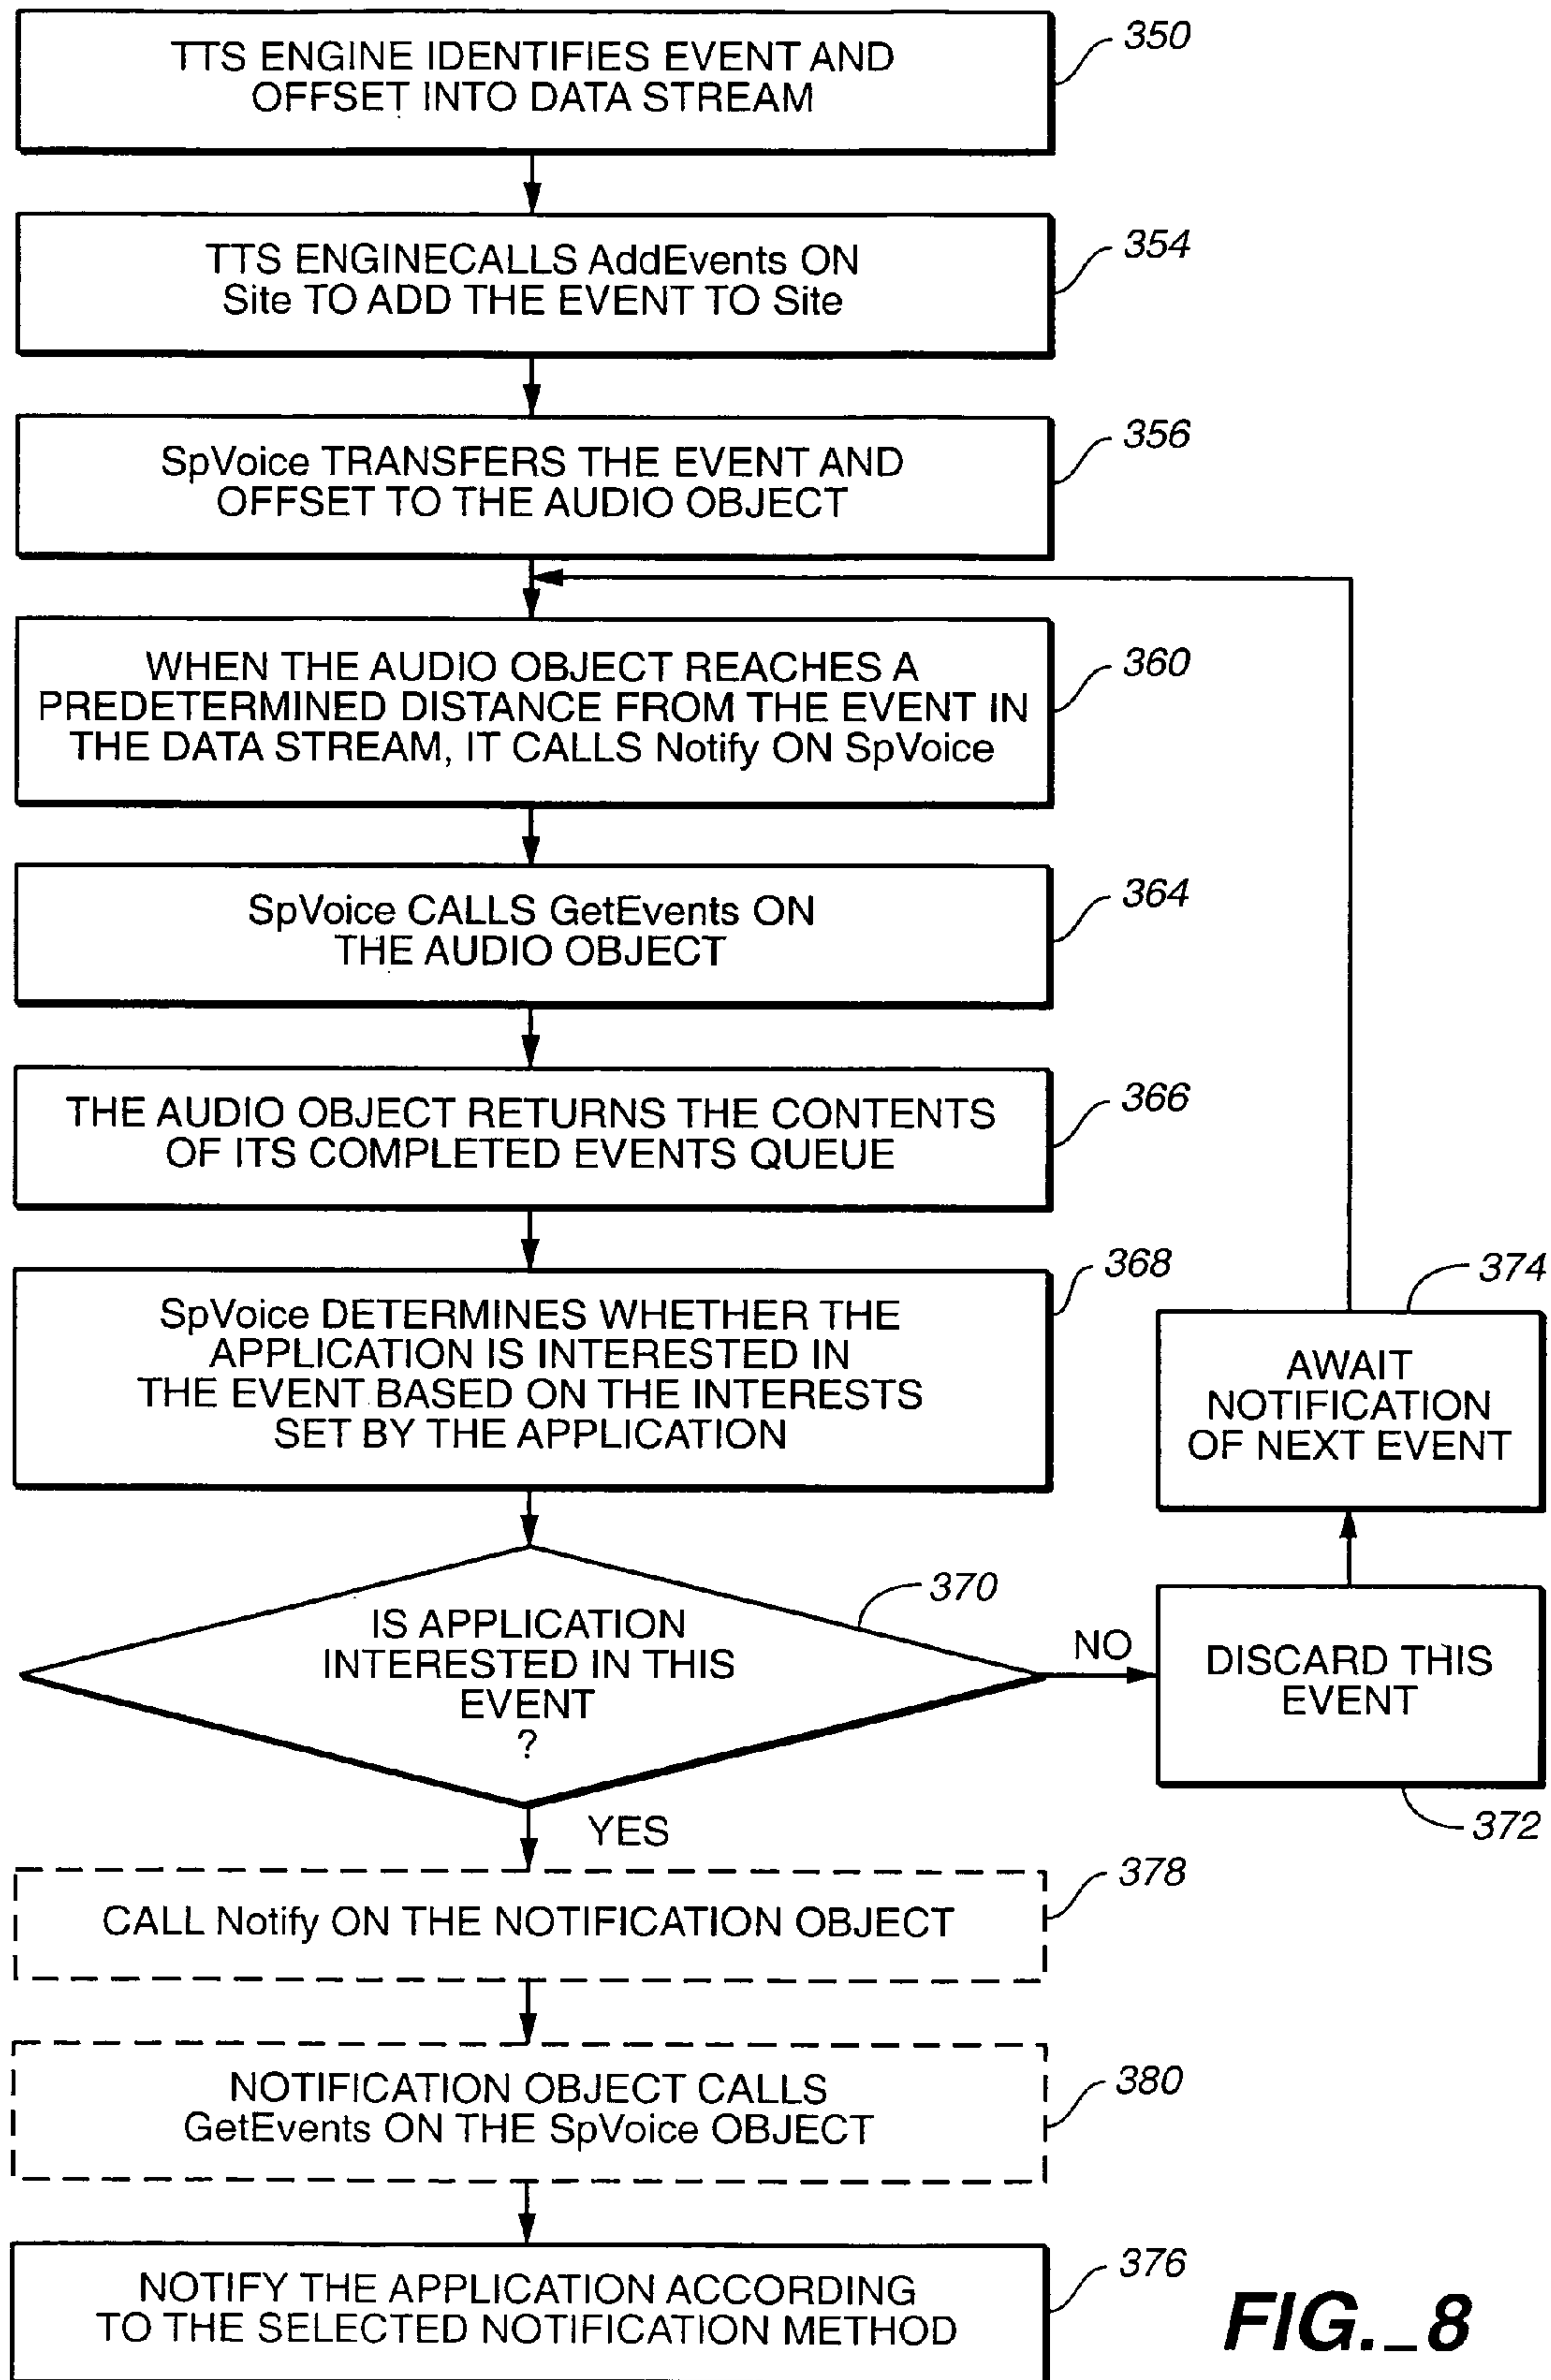 TTS ENGINE IDENTIFIES EVENT AND
OFFSET INTO DATA STREAM
350
TTS ENGINECALLS AddEvents ON
Site TO ADD THE EVENT TO Site
354
SpVoice TRANSFERS THE EVENT AND
OFFSET TO THE AUDIO OBJECT
356
WHEN THE AUDIO OBJECT REACHES A
PREDETERMINED DISTANCE FROM THE EVENT IN
THE DATA STREAM, IT CALLS Notify ON SpVoice
360
SpVoice CALLS GetEvents ON
THE AUDIO OBJECT
364
THE AUDIO OBJECT RETURNS THE CONTENTS
OF ITS COMPLETED EVENTS QUEUE
366
SpVoice DETERMINES WHETHER THE
APPLICATION IS INTERESTED IN
THE EVENT BASED ON THE INTERESTS
SET BY THE APPLICATION
368
IS APPLICATION
INTERESTED IN THIS
EVENT
?
370
NO
DISCARD THIS
EVENT
372
AWAIT
NOTIFICATION
OF NEXT EVENT
374
YES
CALL Notify ON THE NOTIFICATION OBJECT
378
NOTIFICATION OBJECT CALLS
GetEvents ON THE SpVoice OBJECT
380
NOTIFY THE APPLICATION ACCORDING
TO THE SELECTED NOTIFICATION METHOD
376
FIG._8